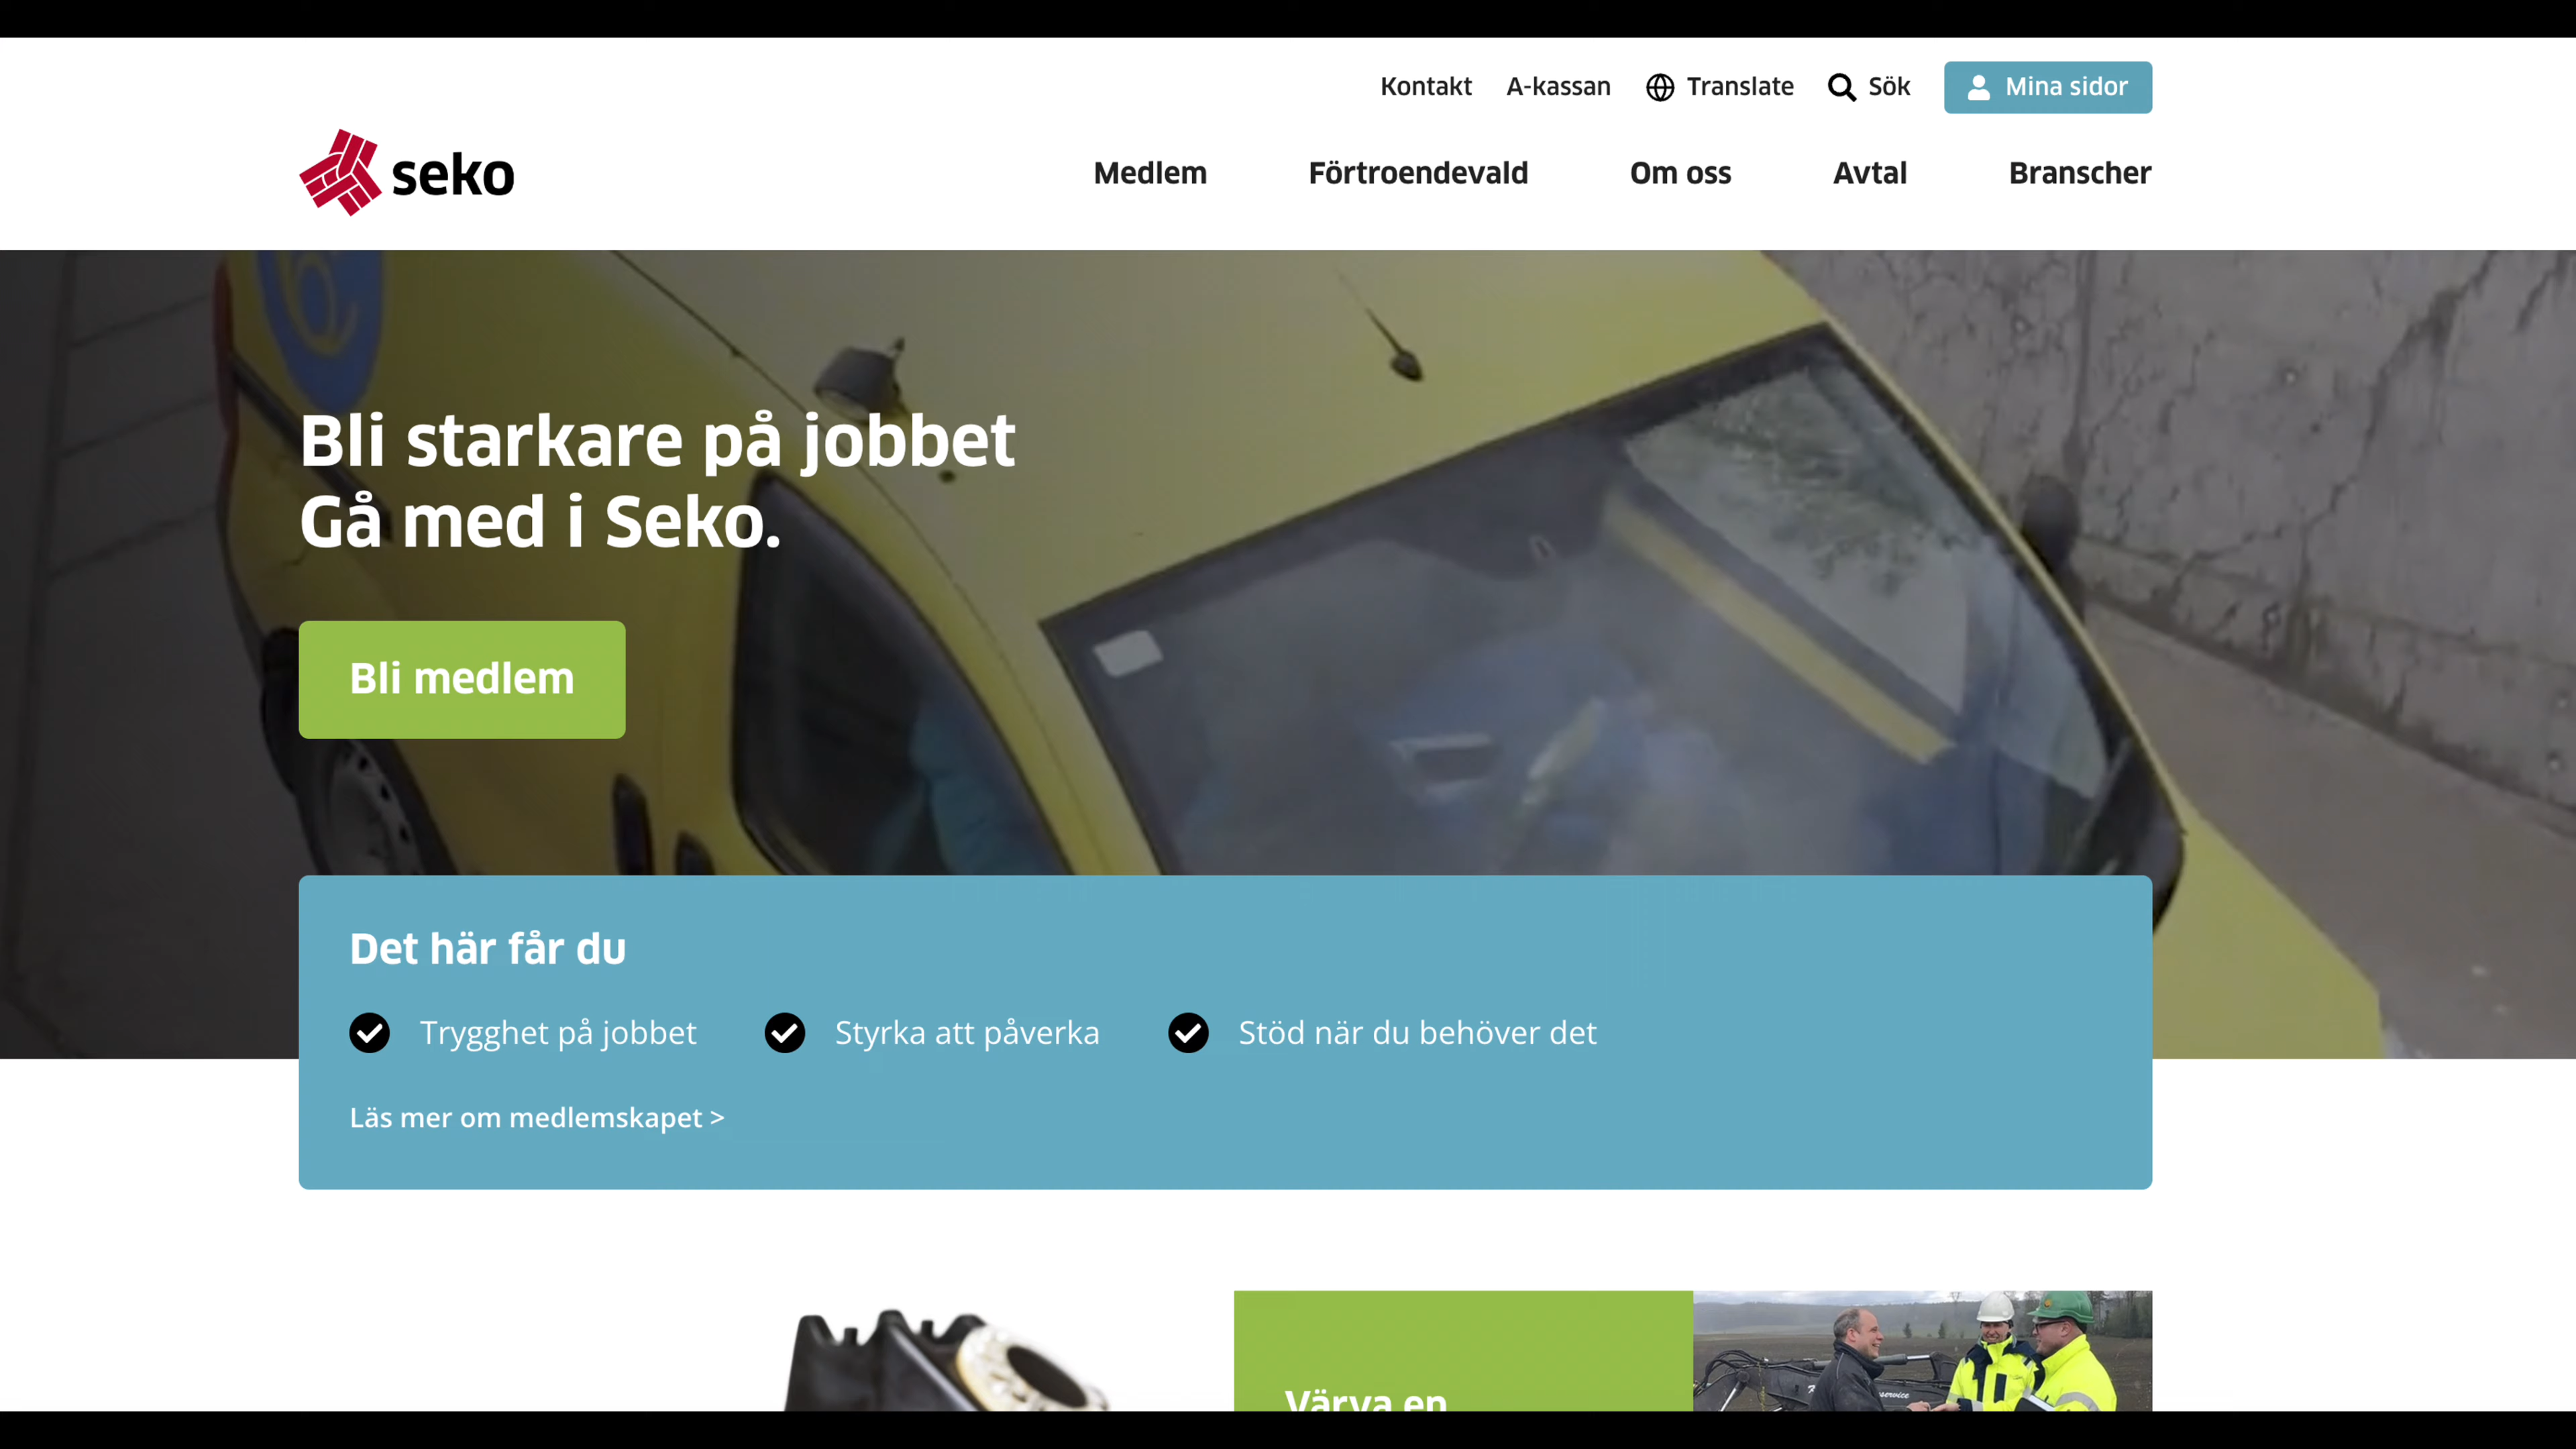 Kontakt
A-kassan
Translate
Sök
Mina sidor
seko
Medlem
Förtroendevald
Om oss
Avtal
Branscher
Bli starkare på jobbet
Gå med i Seko.
Bli medlem
Det här får du
Trygghet på jobbet
Styrka att påverka
Stöd när du behöver det
Läs mer om medlemskapet >
Värva en